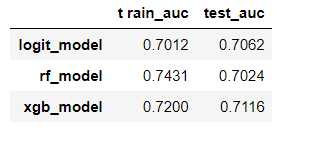 t rain_auc test_auc
logit_model 0.7012 0.7062
rf_model 0.7431 0.7024
xgb_model 0.7200 0.7116